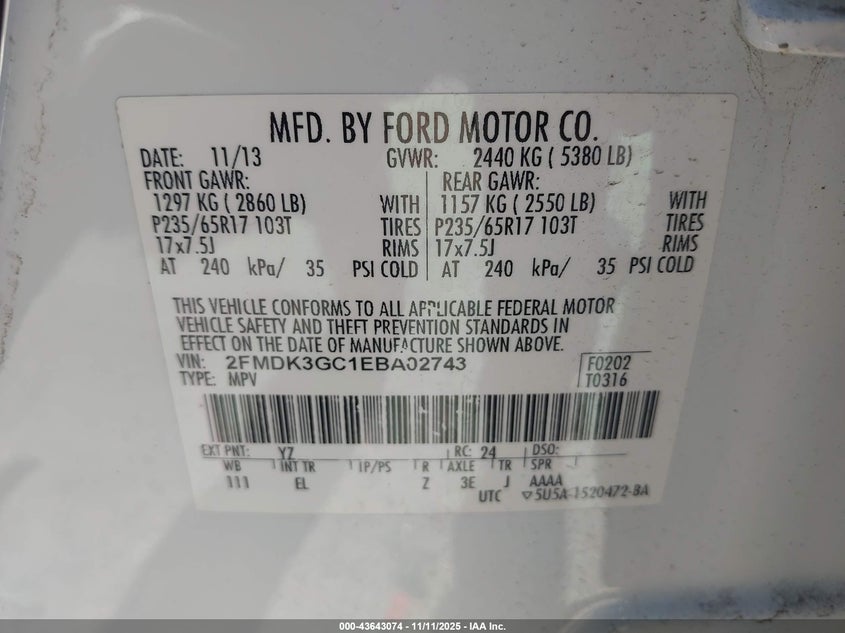 MFD. BY FORD MOTOR CO.
DATE: 11/13 GVWR: 2440 KG ( 5380 LB)
FRONT GAWR: REAR GAWR:
1297 KG ( 2860 LB) WITH 1157 KG ( 2550 LB) WITH
P235/65R17 103T TIRES P235/65R17 103T TIRES
17x7.5J RIMS 17x7.5J RIMS
AT 240 kPa/ 35 PSI COLD AT 240 kPa/ 35 PSI COLD
THIS VEHICLE CONFORMS TO ALL APPLICABLE FEDERAL MOTOR
VEHICLE SAFETY AND THEFT PREVENTION STANDARDS IN
EFFECT ON THE DATE OF MANUFACTURE SHOWN ABOVE.
VIN: 2FMDK3GC1EBA02743 F0202
TYPE: MPV T0316
EXT PNT: YZ RC: 24 DSO:
WB INT TR TP/PS R AXLE TR SPR
111 EL Z 3E J AAAA
UTC ▽5U5A-1520472-BA
000-43643074 - 11/11/2025 - IAA Inc.